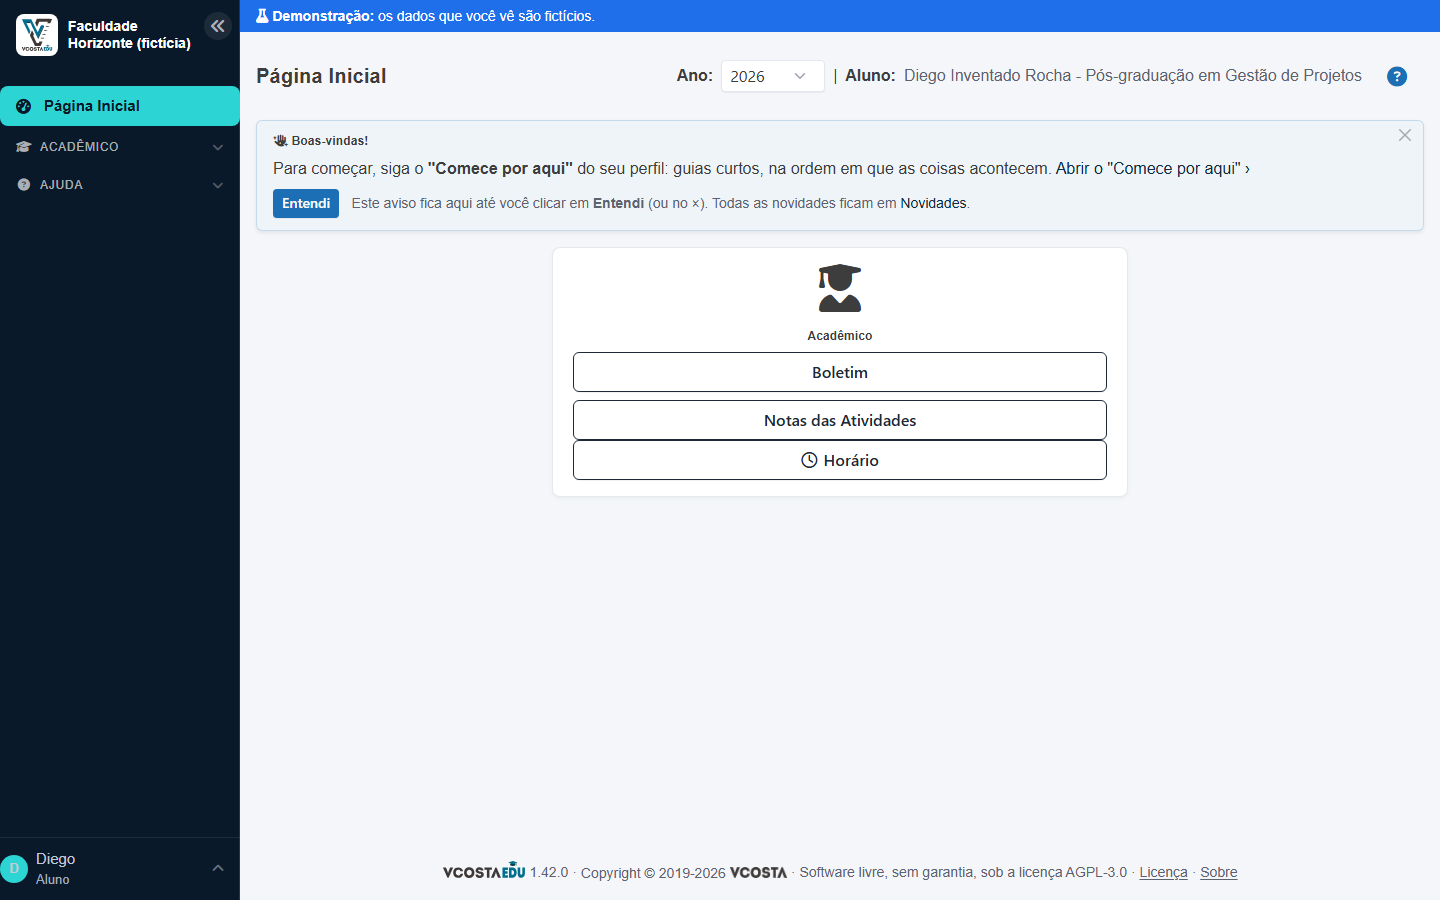 VCOSTAEDU
Faculdade
Horizonte (fictícia)
Página Inicial
ACADÊMICO
AJUDA
D
Diego
Aluno
Demonstração: os dados que você vê são fictícios.
Página Inicial
Ano: 2026 | Aluno: Diego Inventado Rocha - Pós-graduação em Gestão de Projetos ?
Boas-vindas!
Para começar, siga o "Comece por aqui" do seu perfil: guias curtos, na ordem em que as coisas acontecem. Abrir o "Comece por aqui" ›
Entendi Este aviso fica aqui até você clicar em Entendi (ou no ×). Todas as novidades ficam em Novidades.
Acadêmico
Boletim
Notas das Atividades
Horário
VCOSTAEDU 1.42.0 · Copyright © 2019-2026 VCOSTA · Software livre, sem garantia, sob a licença AGPL-3.0 · Licença · Sobre